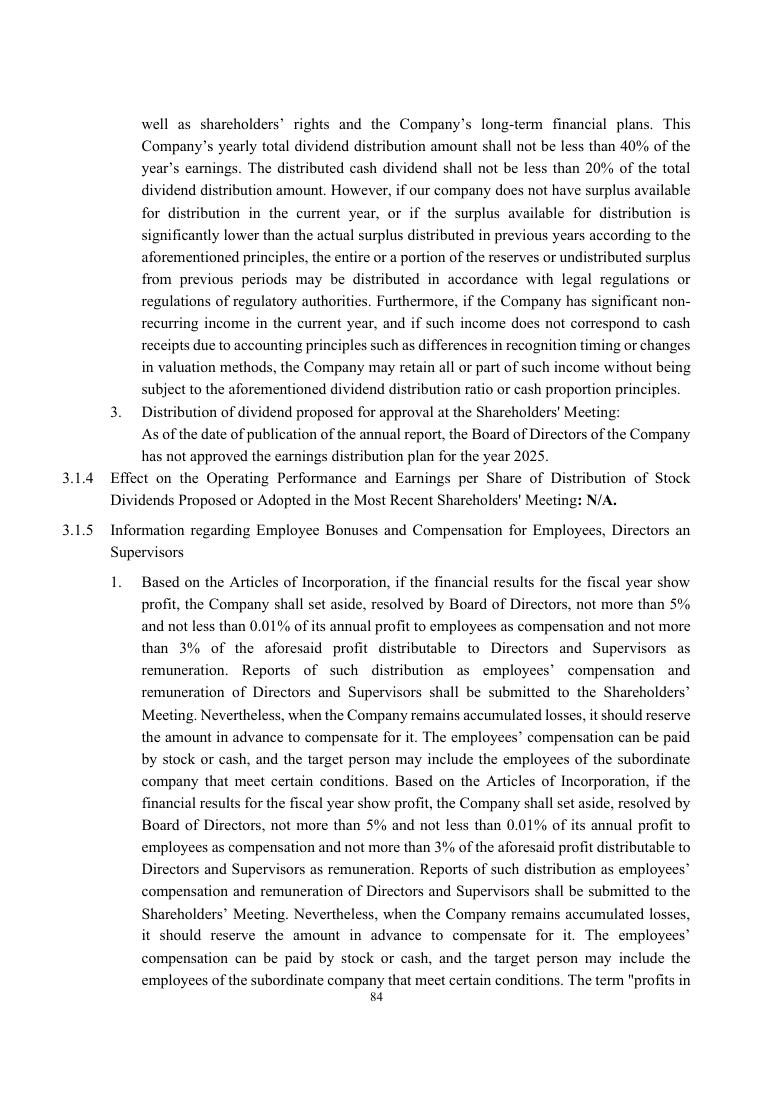 well as shareholders’ rights and the Company’s long-term financial plans. This
Company’s yearly total dividend distribution amount shall not be less than 40% of the
year’s earnings. The distributed cash dividend shall not be less than 20% of the total
dividend distribution amount. However, if our company does not have surplus available
for distribution in the current year, or if the surplus available for distribution is
significantly lower than the actual surplus distributed in previous years according to the
aforementioned principles, the entire or a portion of the reserves or undistributed surplus
from previous periods may be distributed in accordance with legal regulations or
regulations of regulatory authorities. Furthermore, if the Company has significant non-
recurring income in the current year, and if such income does not correspond to cash
receipts due to accounting principles such as differences in recognition timing or changes
in valuation methods, the Company may retain all or part of such income without being
subject to the aforementioned dividend distribution ratio or cash proportion principles.
3. Distribution of dividend proposed for approval at the Shareholders' Meeting:
As of the date of publication of the annual report, the Board of Directors of the Company
has not approved the earnings distribution plan for the year 2025.
3.1.4 Effect on the Operating Performance and Earnings per Share of Distribution of Stock
Dividends Proposed or Adopted in the Most Recent Shareholders' Meeting: N/A.
3.1.5 Information regarding Employee Bonuses and Compensation for Employees, Directors an
Supervisors
1. Based on the Articles of Incorporation, if the financial results for the fiscal year show
profit, the Company shall set aside, resolved by Board of Directors, not more than 5%
and not less than 0.01% of its annual profit to employees as compensation and not more
than 3% of the aforesaid profit distributable to Directors and Supervisors as
remuneration. Reports of such distribution as employees’ compensation and
remuneration of Directors and Supervisors shall be submitted to the Shareholders’
Meeting. Nevertheless, when the Company remains accumulated losses, it should reserve
the amount in advance to compensate for it. The employees’ compensation can be paid
by stock or cash, and the target person may include the employees of the subordinate
company that meet certain conditions. Based on the Articles of Incorporation, if the
financial results for the fiscal year show profit, the Company shall set aside, resolved by
Board of Directors, not more than 5% and not less than 0.01% of its annual profit to
employees as compensation and not more than 3% of the aforesaid profit distributable to
Directors and Supervisors as remuneration. Reports of such distribution as employees’
compensation and remuneration of Directors and Supervisors shall be submitted to the
Shareholders’ Meeting. Nevertheless, when the Company remains accumulated losses,
it should reserve the amount in advance to compensate for it. The employees’
compensation can be paid by stock or cash, and the target person may include the
employees of the subordinate company that meet certain conditions. The term "profits in
84